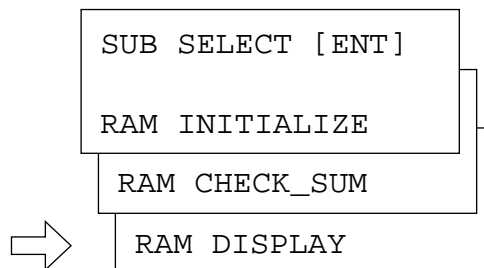 SUB SELECT [ENT]
RAM INITIALIZE
RAM CHECK_SUM
RAM DISPLAY